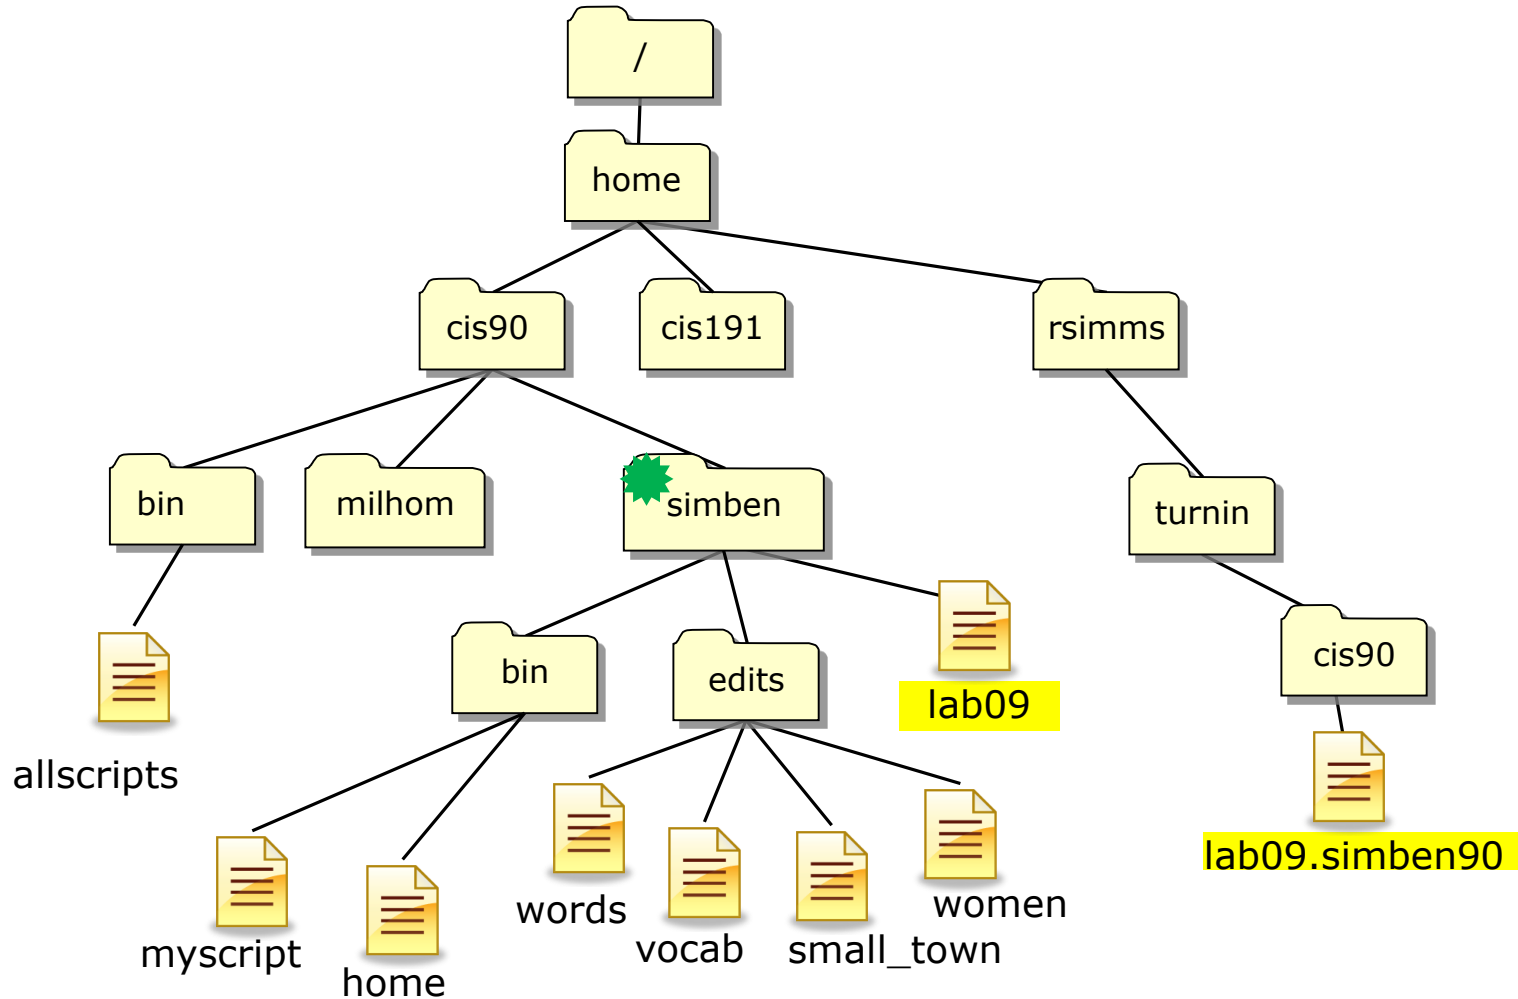 /
home
cis90
cis191
rsimms
bin
milhom
simben
turnin
bin
edits
lab09
cis90
allscripts
myscript
home
words
vocab
small_town
women
lab09.simben90